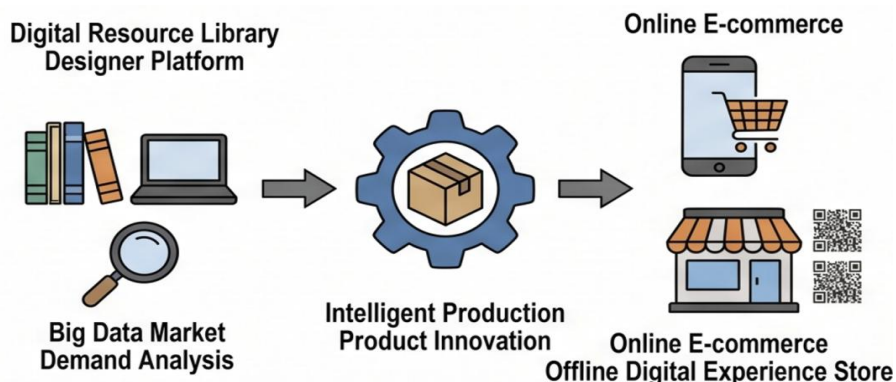 Digital Resource Library
Designer Platform
Big Data Market
Demand Analysis
Intelligent Production
Product Innovation
Online E-commerce
Online E-commerce
Offline Digital Experience Store